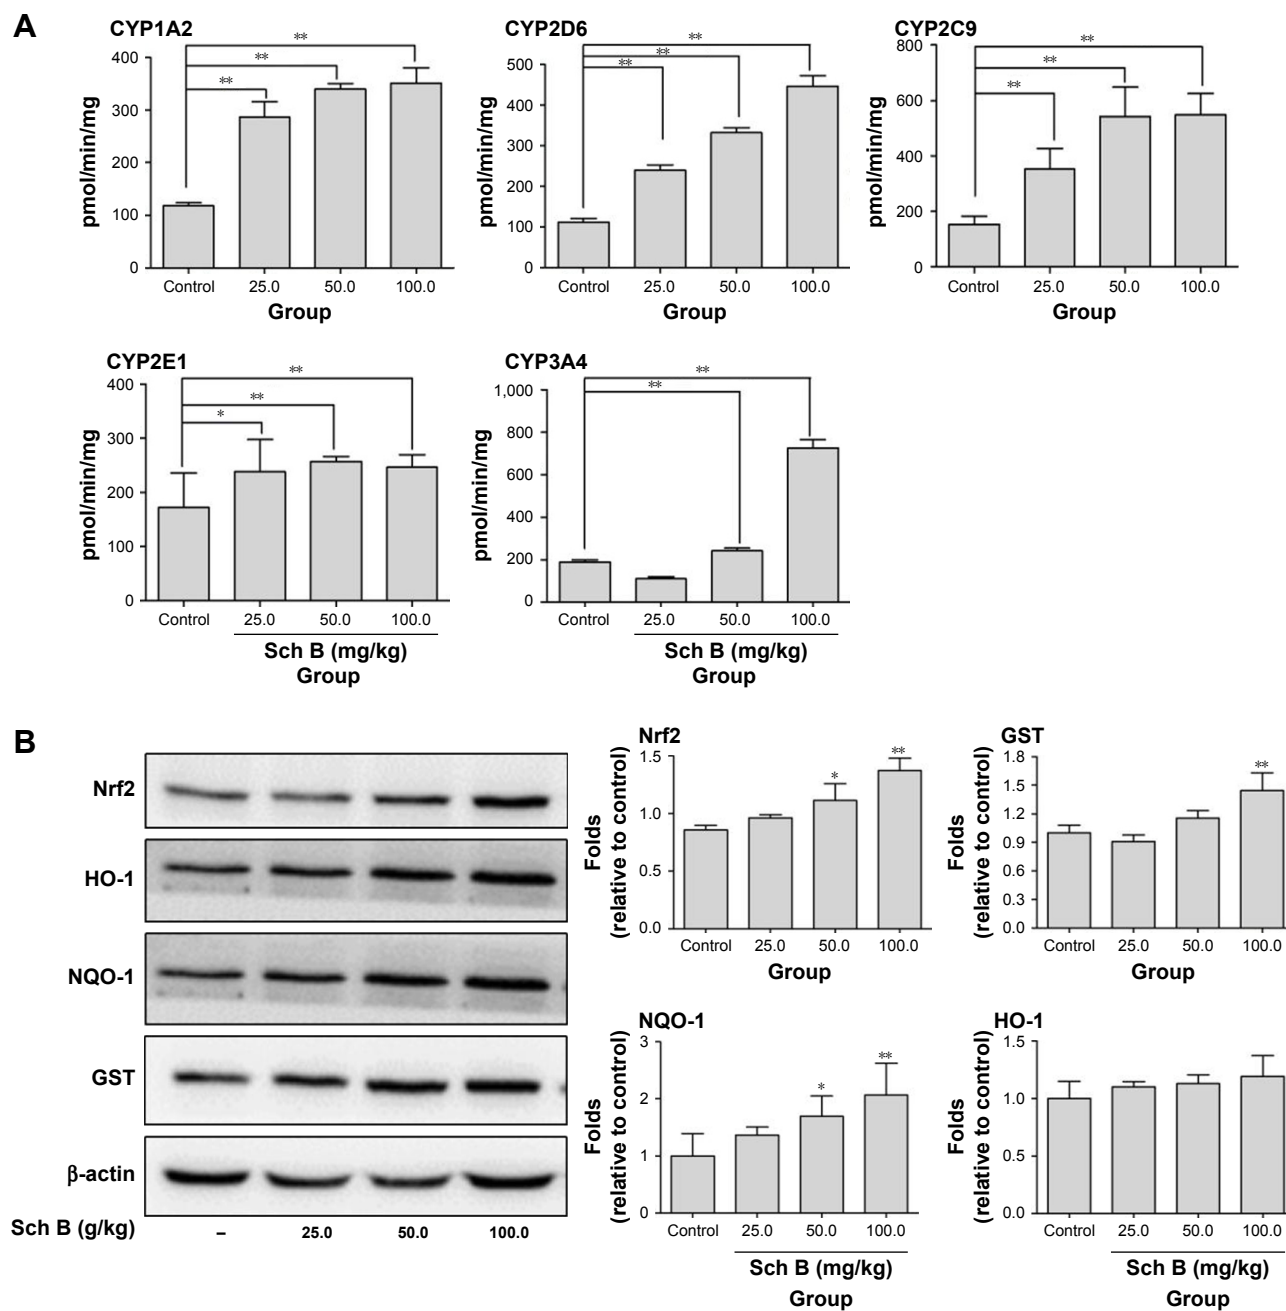 A
CYP1A2
pmol/min/mg
400
300
200
100
0
**
**
**
Control 25.0 50.0 100.0
Group
CYP2D6
pmol/min/mg
500
400
300
200
100
0
**
**
**
Control 25.0 50.0 100.0
Group
CYP2C9
pmol/min/mg
800
600
400
200
0
**
**
**
Control 25.0 50.0 100.0
Group
CYP2E1
pmol/min/mg
400
300
200
100
0
**
**
*
Control 25.0 50.0 100.0
Sch B (mg/kg)
Group
CYP3A4
pmol/min/mg
1,000
800
600
400
200
0
**
**
Control 25.0 50.0 100.0
Sch B (mg/kg)
Group
B
Nrf2
HO-1
NQO-1
GST
β-actin
Sch B (g/kg) – 25.0 50.0 100.0
Nrf2
Folds
(relative to control)
1.5
1.0
0.5
0.0
*
**
Control 25.0 50.0 100.0
Group
GST
Folds
(relative to control)
1.8
1.5
1.2
0.9
0.6
0.3
0.0
**
Control 25.0 50.0 100.0
Group
NQO-1
Folds
(relative to control)
3
2
1
0
*
**
Control 25.0 50.0 100.0
Sch B (mg/kg)
Group
HO-1
Folds
(relative to control)
1.5
1.0
0.5
0.0
Control 25.0 50.0 100.0
Sch B (mg/kg)
Group